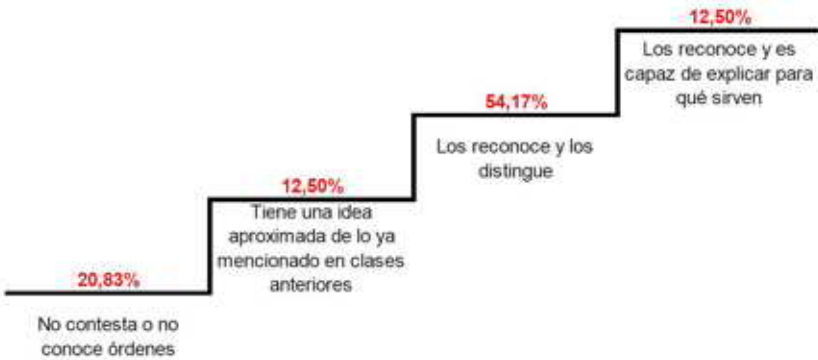 12,50%
Los reconoce y es
capaz de explicar para
qué sirven
54,17%
Los reconoce y los
distingue
12,50%
Tiene una idea
aproximada de lo ya
mencionado en clases
anteriores
20,83%
No contesta o no
conoce órdenes